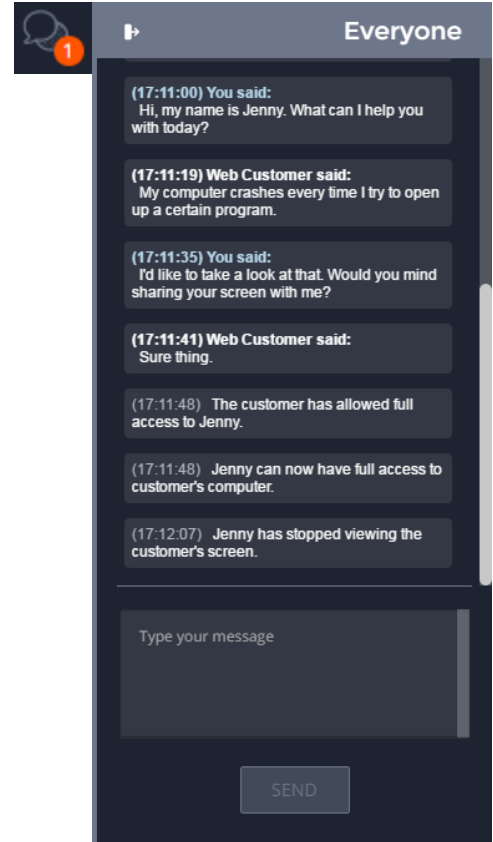 1
Everyone
(17:11:00) You said:
Hi, my name is Jenny. What can I help you
with today?
(17:11:19) Web Customer said:
My computer crashes every time I try to open
up a certain program.
(17:11:35) You said:
I'd like to take a look at that. Would you mind
sharing your screen with me?
(17:11:41) Web Customer said:
Sure thing.
(17:11:48) The customer has allowed full
access to Jenny.
(17:11:48) Jenny can now have full access to
customer's computer.
(17:12:07) Jenny has stopped viewing the
customer's screen.
Type your message
SEND